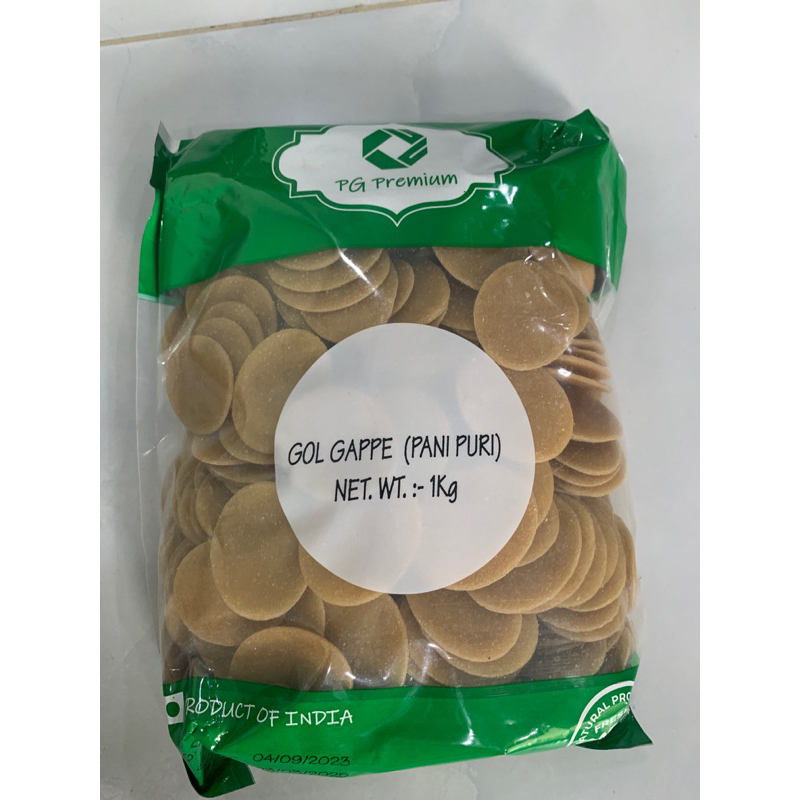 PG Premium
GOL GAPPE (PANI PURI)
NET. WT. :- 1Kg
PRODUCT OF INDIA
04/09/2023